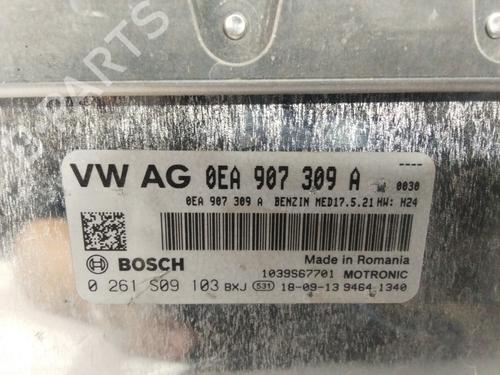 B PARTS
VW AG 0EA 907 309 A 0030
0EA 907 309 A BENZIN MED17.5.21 HW: H24
Made in Romania
BOSCH 1039S67701 MOTRONIC
0 261 S09 103 BXJ 531 18-09-13 9464 1340